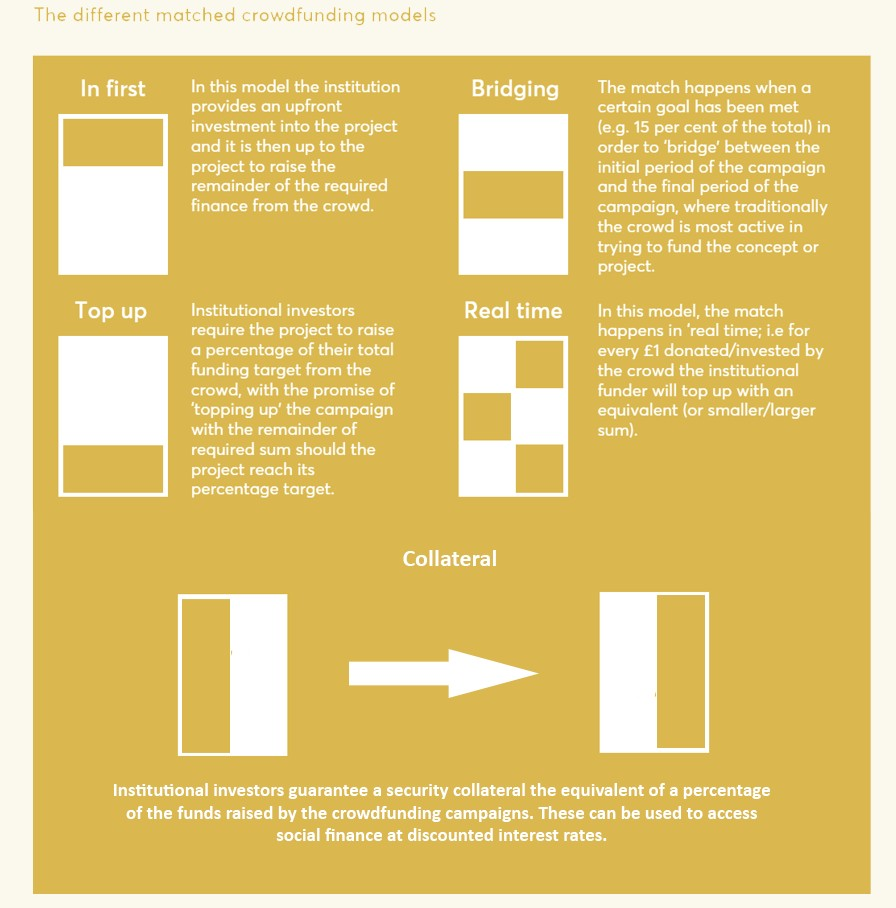 The different matched crowdfunding models
In first
In this model the institution
provides an upfront
investment into the project
and it is then up to the
project to raise the
remainder of the required
finance from the crowd.
Bridging
The match happens when a
certain goal has been met
(e.g. 15 per cent of the total) in
order to 'bridge' between the
initial period of the campaign
and the final period of the
campaign, where traditionally
the crowd is most active in
trying to fund the concept or
project.
Top up
Institutional investors
require the project to raise
a percentage of their total
funding target from the
crowd, with the promise of
'topping up' the campaign
with the remainder of
required sum should the
project reach its
percentage target.
Real time
In this model, the match
happens in 'real time; i.e for
every £1 donated/invested by
the crowd the institutional
funder will top up with an
equivalent (or smaller/larger
sum).
Collateral
Institutional investors guarantee a security collateral the equivalent of a percentage
of the funds raised by the crowdfunding campaigns. These can be used to access
social finance at discounted interest rates.